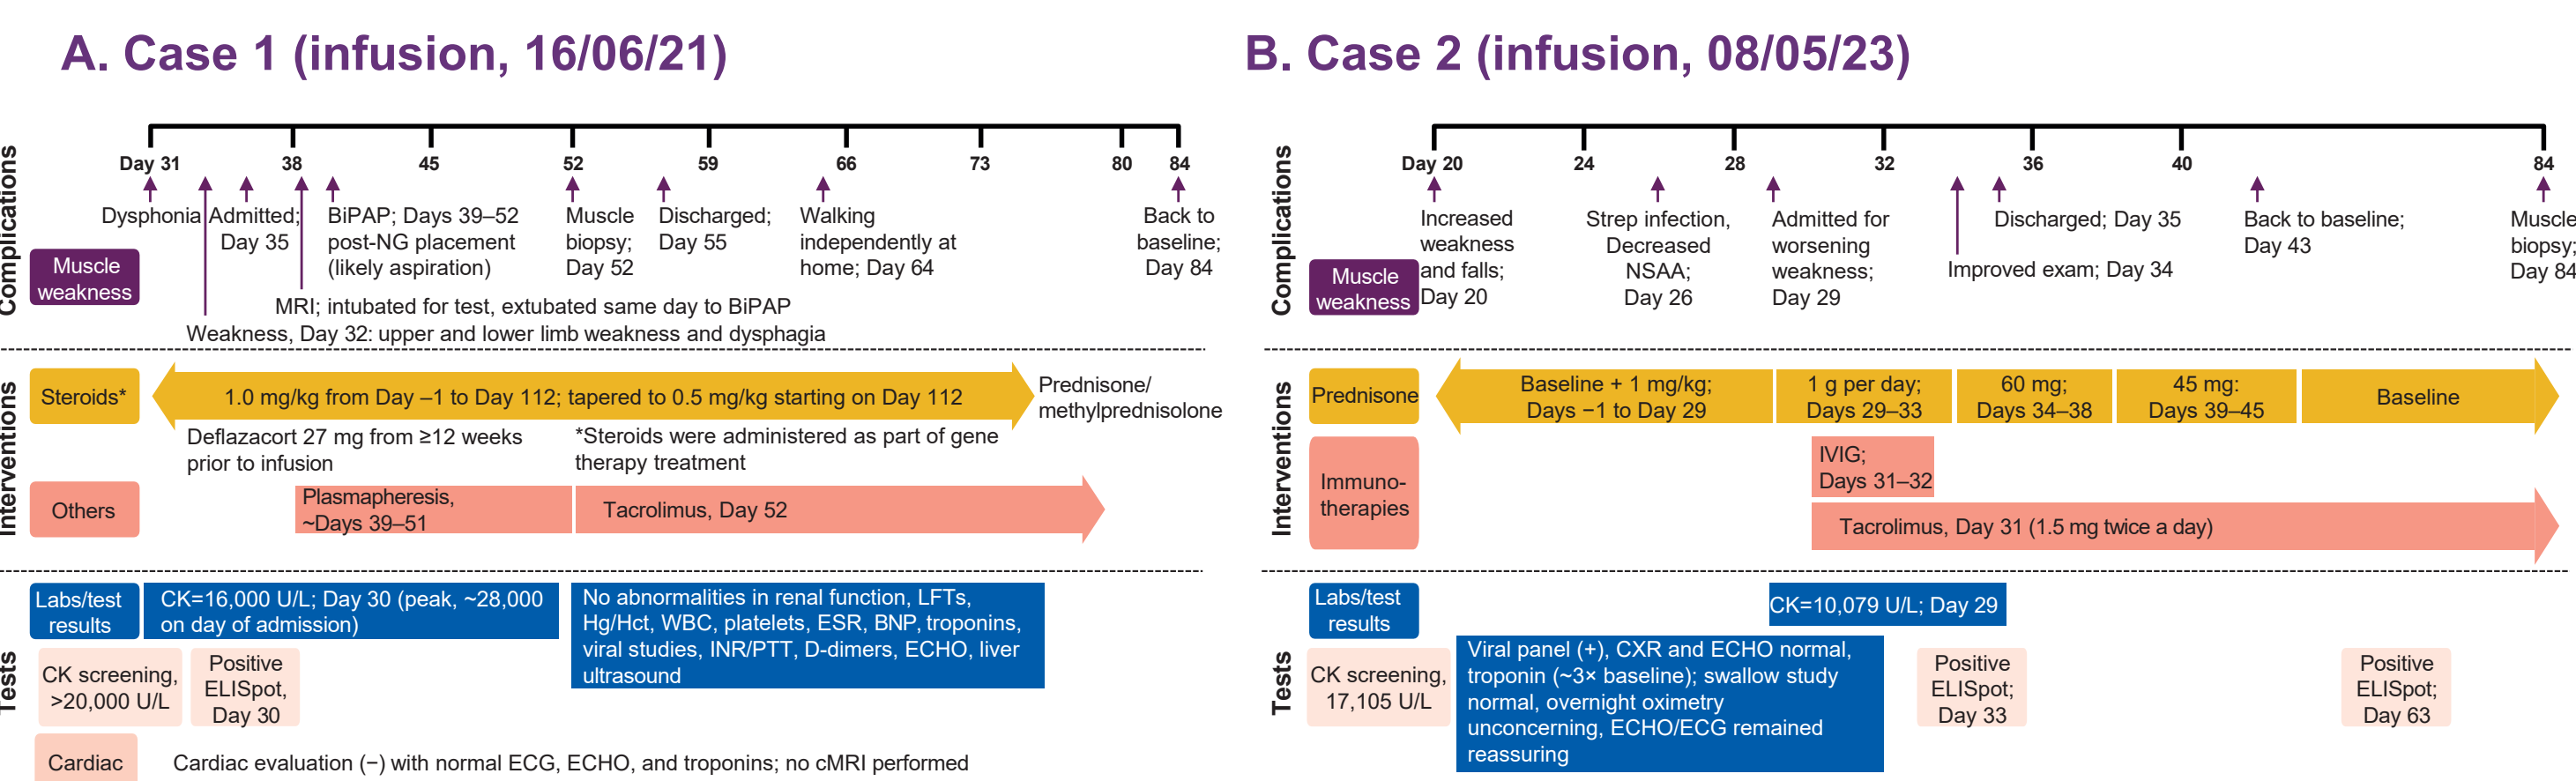 A. Case 1 (infusion, 16/06/21)
Day 31 38 45 52 59 66 73 80 84
Complications
Muscle
weakness
Dysphonia
Admitted;
Day 35
BiPAP; Days 39–52
post-NG placement
(likely aspiration)
Muscle
biopsy;
Day 52
Discharged;
Day 55
Walking
independently at
home; Day 64
Back to
baseline;
Day 84
MRI; intubated for test, extubated same day to BiPAP
Weakness, Day 32: upper and lower limb weakness and dysphagia
Interventions
Steroids*
1.0 mg/kg from Day –1 to Day 112; tapered to 0.5 mg/kg starting on Day 112
Prednisone/
methylprednisolone
Deflazacort 27 mg from ≥12 weeks
prior to infusion
*Steroids were administered as part of gene
therapy treatment
Others
Plasmapheresis,
~Days 39–51
Tacrolimus, Day 52
Tests
Labs/test
results
CK=16,000 U/L; Day 30 (peak, ~28,000
on day of admission)
No abnormalities in renal function, LFTs,
Hg/Hct, WBC, platelets, ESR, BNP, troponins,
viral studies, INR/PTT, D-dimers, ECHO, liver
ultrasound
CK screening,
>20,000 U/L
Positive
ELISpot,
Day 30
Cardiac
Cardiac evaluation (−) with normal ECG, ECHO, and troponins; no cMRI performed
B. Case 2 (infusion, 08/05/23)
Day 20 24 28 32 36 40 84
Complications
Muscle
weakness
Increased
weakness
and falls;
Day 20
Strep infection,
Decreased
NSAA;
Day 26
Admitted for
worsening
weakness;
Day 29
Improved exam; Day 34
Discharged; Day 35
Back to baseline;
Day 43
Muscle
biopsy;
Day 84
Interventions
Prednisone
Baseline + 1 mg/kg;
Days −1 to Day 29
1 g per day;
Days 29–33
60 mg;
Days 34–38
45 mg:
Days 39–45
Baseline
Immuno-
therapies
IVIG;
Days 31–32
Tacrolimus, Day 31 (1.5 mg twice a day)
Tests
Labs/test
results
CK=10,079 U/L; Day 29
CK screening,
17,105 U/L
Viral panel (+), CXR and ECHO normal,
troponin (~3× baseline); swallow study
normal, overnight oximetry
unconcerning, ECHO/ECG remained
reassuring
Positive
ELISpot;
Day 33
Positive
ELISpot;
Day 63